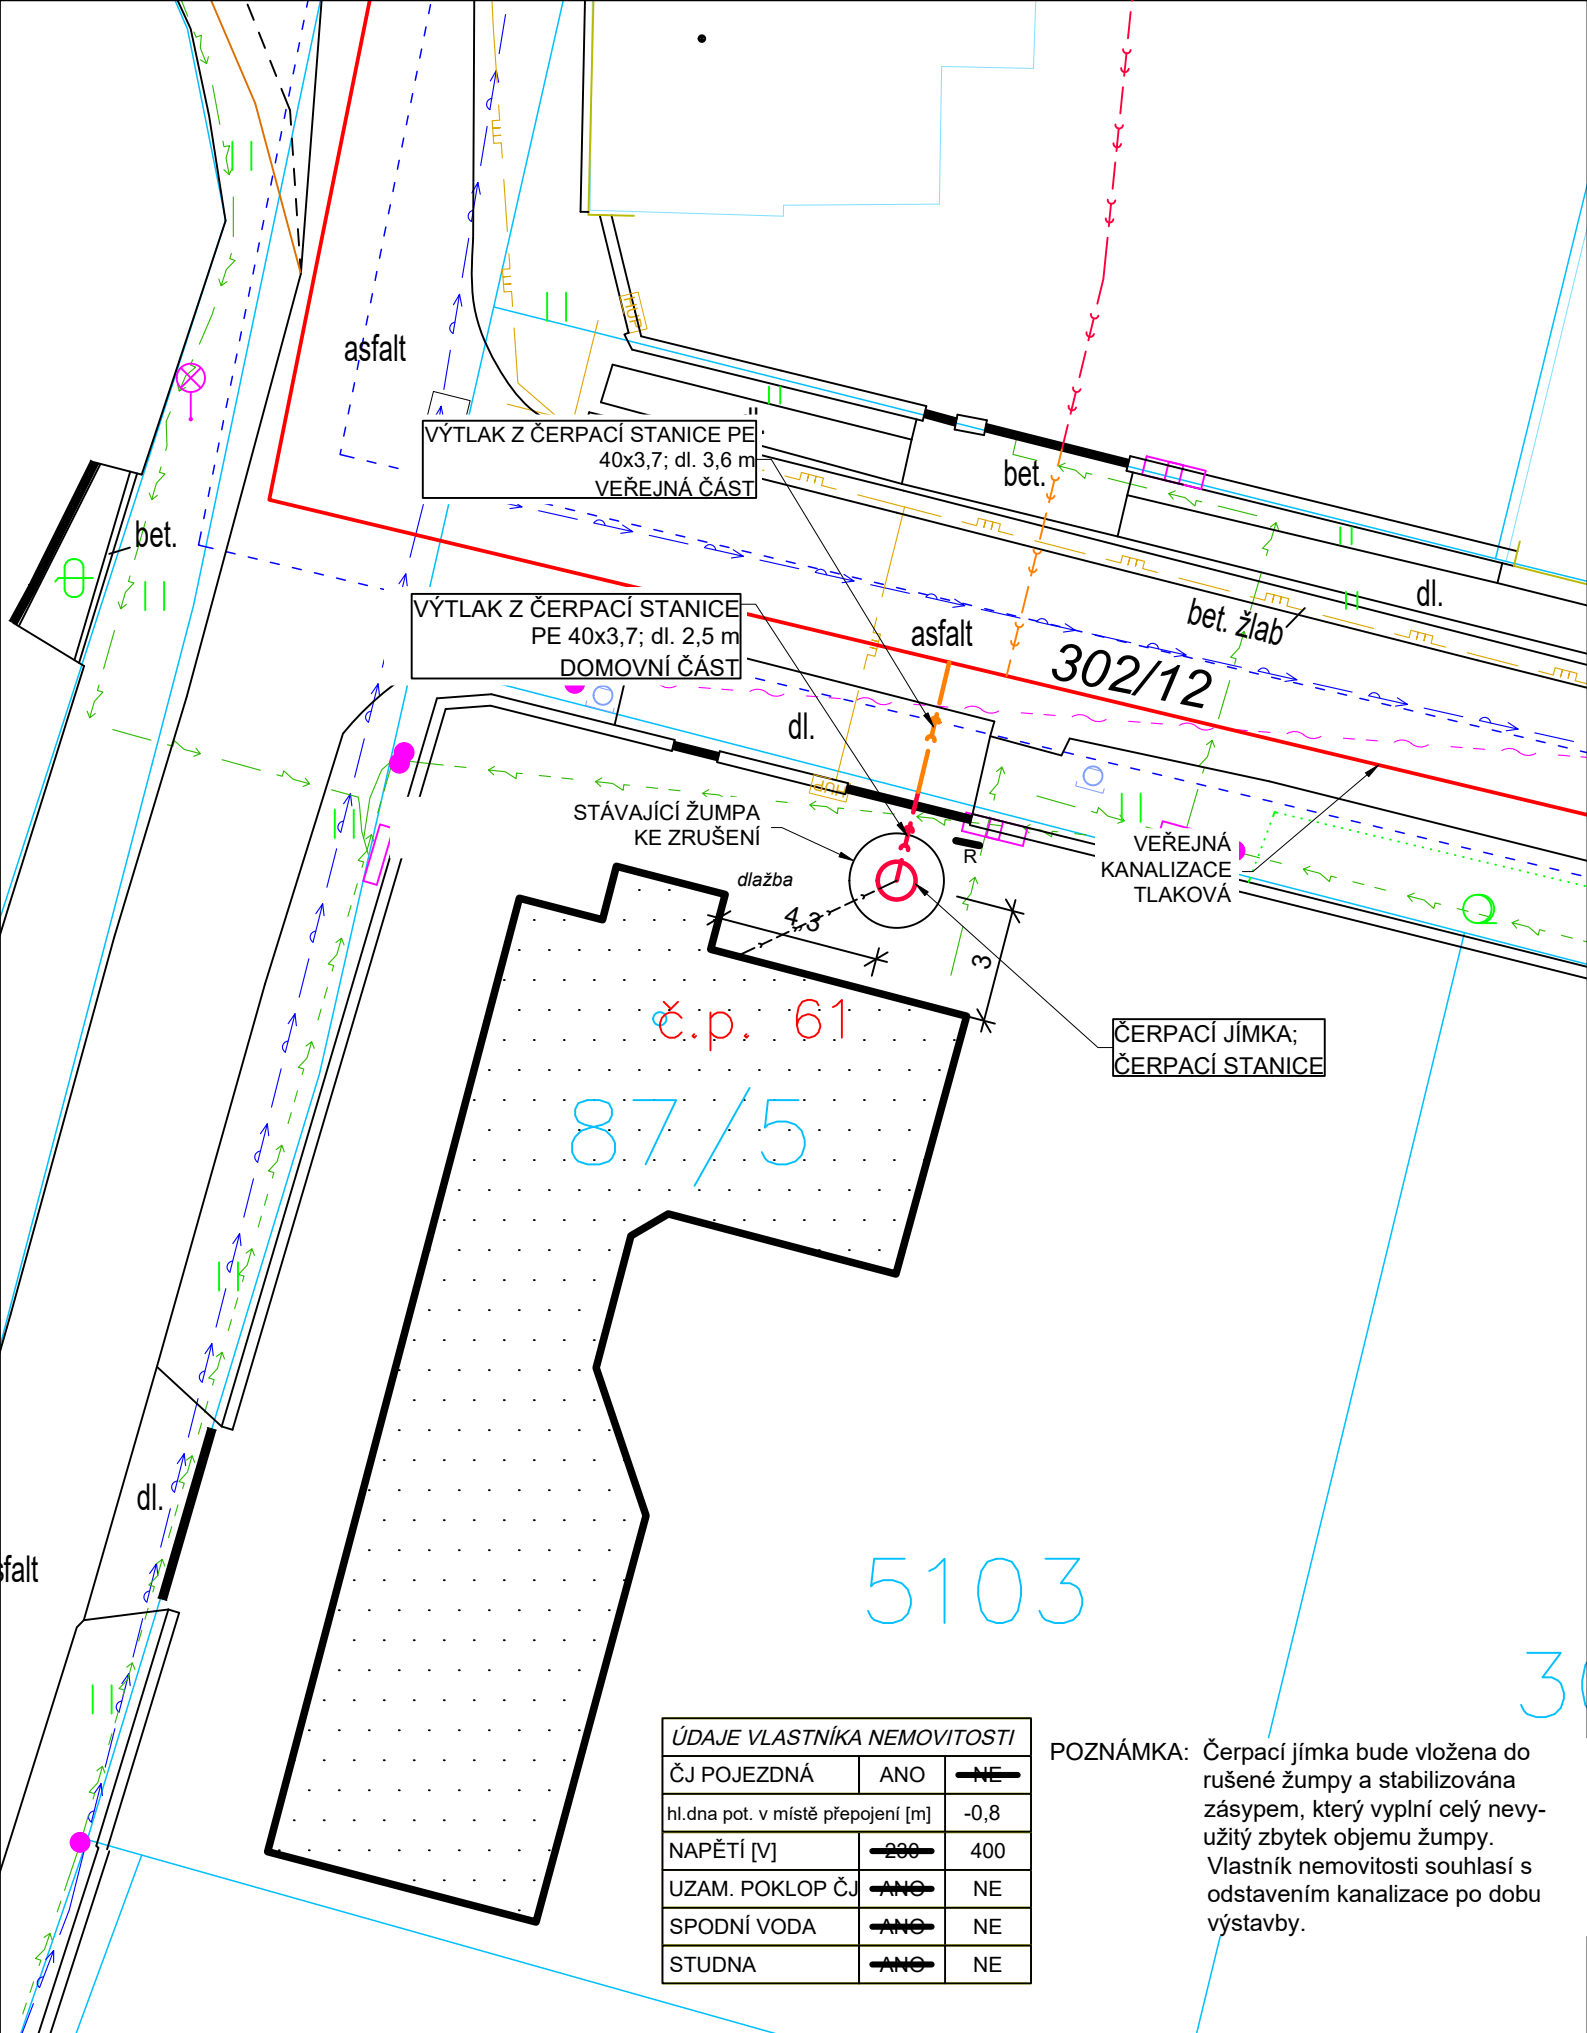 HUP
asfalt
dl.
VÝTLAK Z ČERPACÍ STANICE PE
40x3,7; dl. 3,6 m
VEŘEJNÁ ČÁST
bet.
bet.
dl.
bet. žlab
VÝTLAK Z ČERPACÍ STANICE
PE 40x3,7; dl. 2,5 m
DOMOVNÍ ČÁST
asfalt
302/12
dl.
HUP
STÁVAJÍCÍ ŽUMPA
KE ZRUŠENÍ
R
VEŘEJNÁ
KANALIZACE
TLAKOVÁ
dlažba
4,3
3
č.p. 61
ČERPACÍ JÍMKA;
ČERPACÍ STANICE
87/5
dl.
sfalt
5103
ÚDAJE VLASTNÍKA NEMOVITOSTI
ČJ POJEZDNÁ ANO NE
hl.dna pot. v místě přepojení [m] -0,8
NAPĚTÍ [V] 230 400
UZAM. POKLOP ČJ ANO NE
SPODNÍ VODA ANO NE
STUDNA ANO NE
POZNÁMKA: Čerpací jímka bude vložena do
rušené žumpy a stabilizována
zásypem, který vyplní celý nevy-
užitý zbytek objemu žumpy.
Vlastník nemovitosti souhlasí s
odstavením kanalizace po dobu
výstavby.